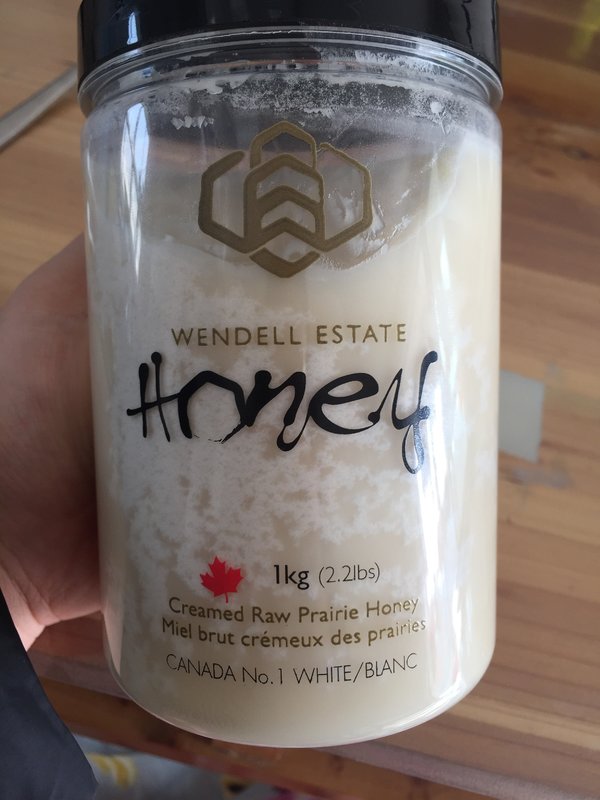 WENDELL ESTATE
Honey
1kg (2.2lbs)
Creamed Raw Prairie Honey
Miel brut crémeux des prairies
CANADA No.1 WHITE/BLANC